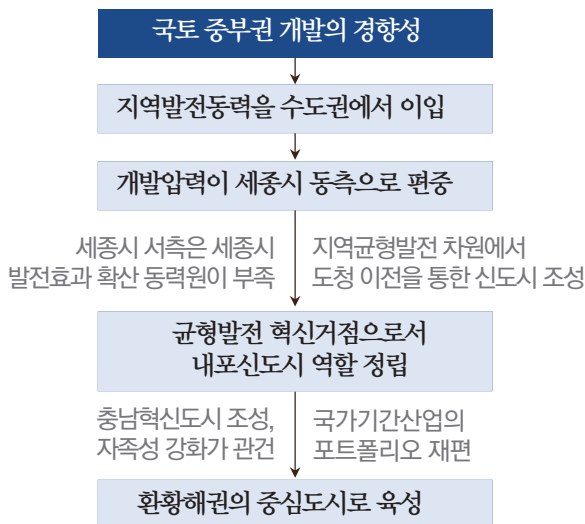 국토 중부권 개발의 경향성
지역발전동력을 수도권에서 이입
개발압력이 세종시 동측으로 편중
세종시 서측은 세종시
발전효과 확산 동력원이 부족
지역균형발전 차원에서
도청 이전을 통한 신도시 조성
균형발전 혁신거점으로서
내포신도시 역할 정립
충남혁신도시 조성,
자족성 강화가 관건
국가기간산업의
포트폴리오 재편
환황해권의 중심도시로 육성